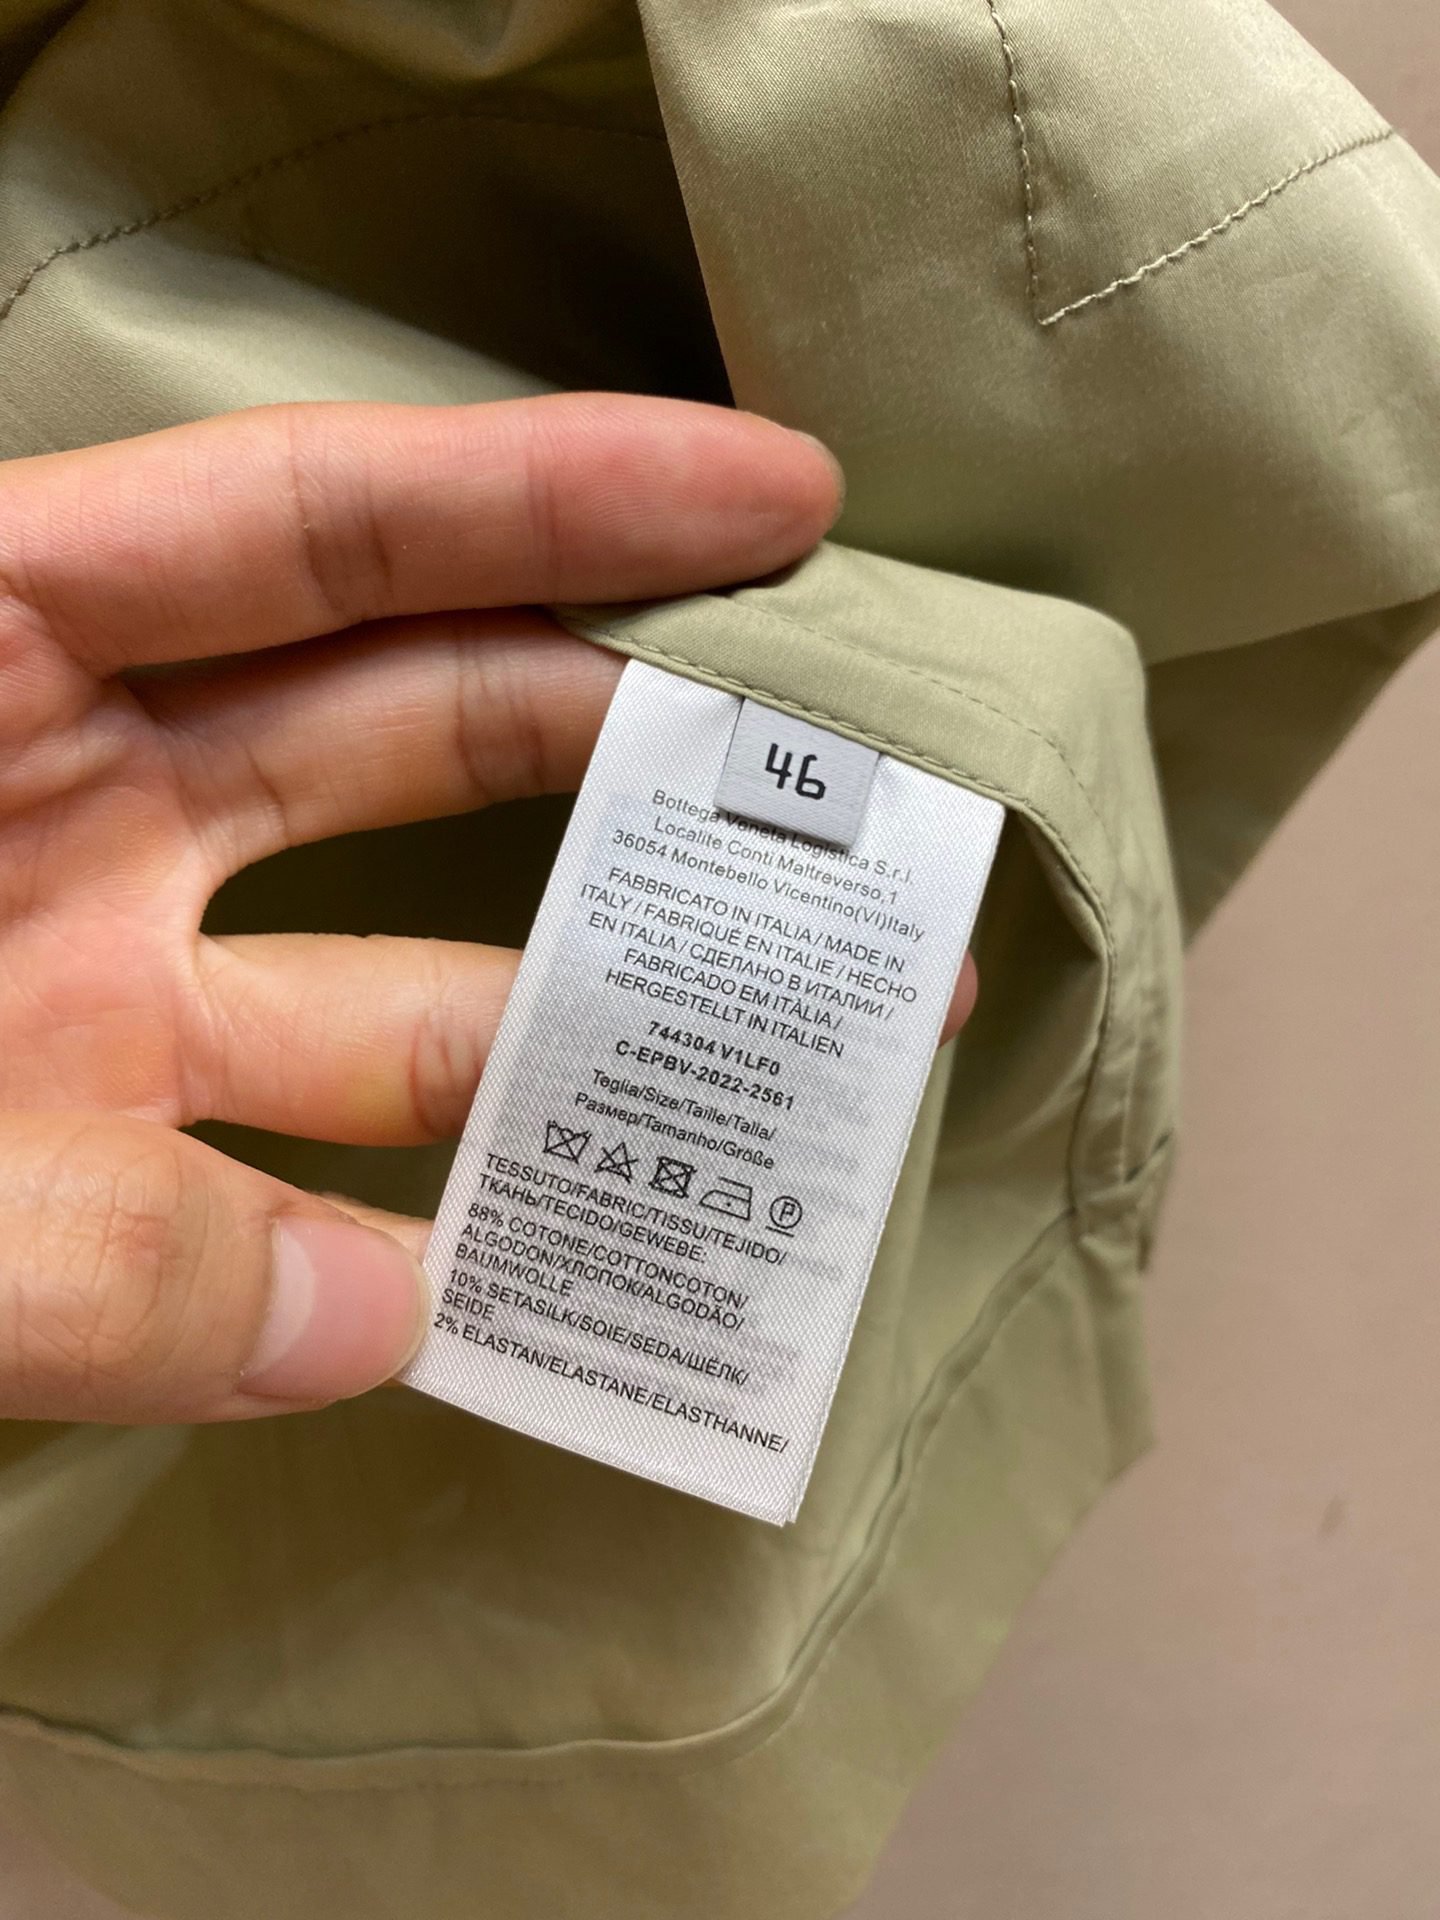 46
Bottega Veneta Logistica S.r.l.
Localite Conti Maltreverso,1
36054 Montebello Vicentino(VI)Italy
FABBRICATO IN ITALIA / MADE IN
ITALY / FABRIQUÉ EN ITALIE / HECHO
EN ITALIA / СДЕЛАНО В ИТАЛИИ /
FABRICADO EM ITÀLIA /
HERGESTELLT IN ITALIEN
744304 V1LF0
C-EPBV-2022-2561
Teglia/Size/Taille/Talla/
Размер/Tamanho/Größe
P
TESSUTO/FABRIC/TISSU/TEJIDO/
ТКАНЬ/TECIDO/GEWEBE:
88% COTONE/COTTONCOTON/
ALGODON/ХЛОПОК/ALGODÃO/
BAUMWOLLE
10% SETASILK/SOIE/SEDA/ШЁЛК/
SEIDE
2% ELASTAN/ELASTANE/ELASTHANNE/